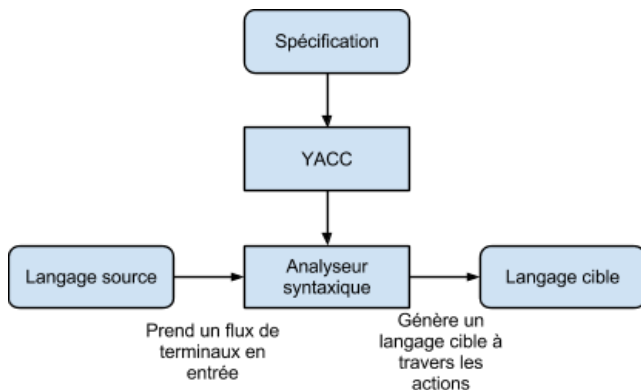 Spécification
YACC
Langage source
Analyseur
syntaxique
Langage cible
Prend un flux de
terminaux en
entrée
Génère un
langage cible à
travers les
actions